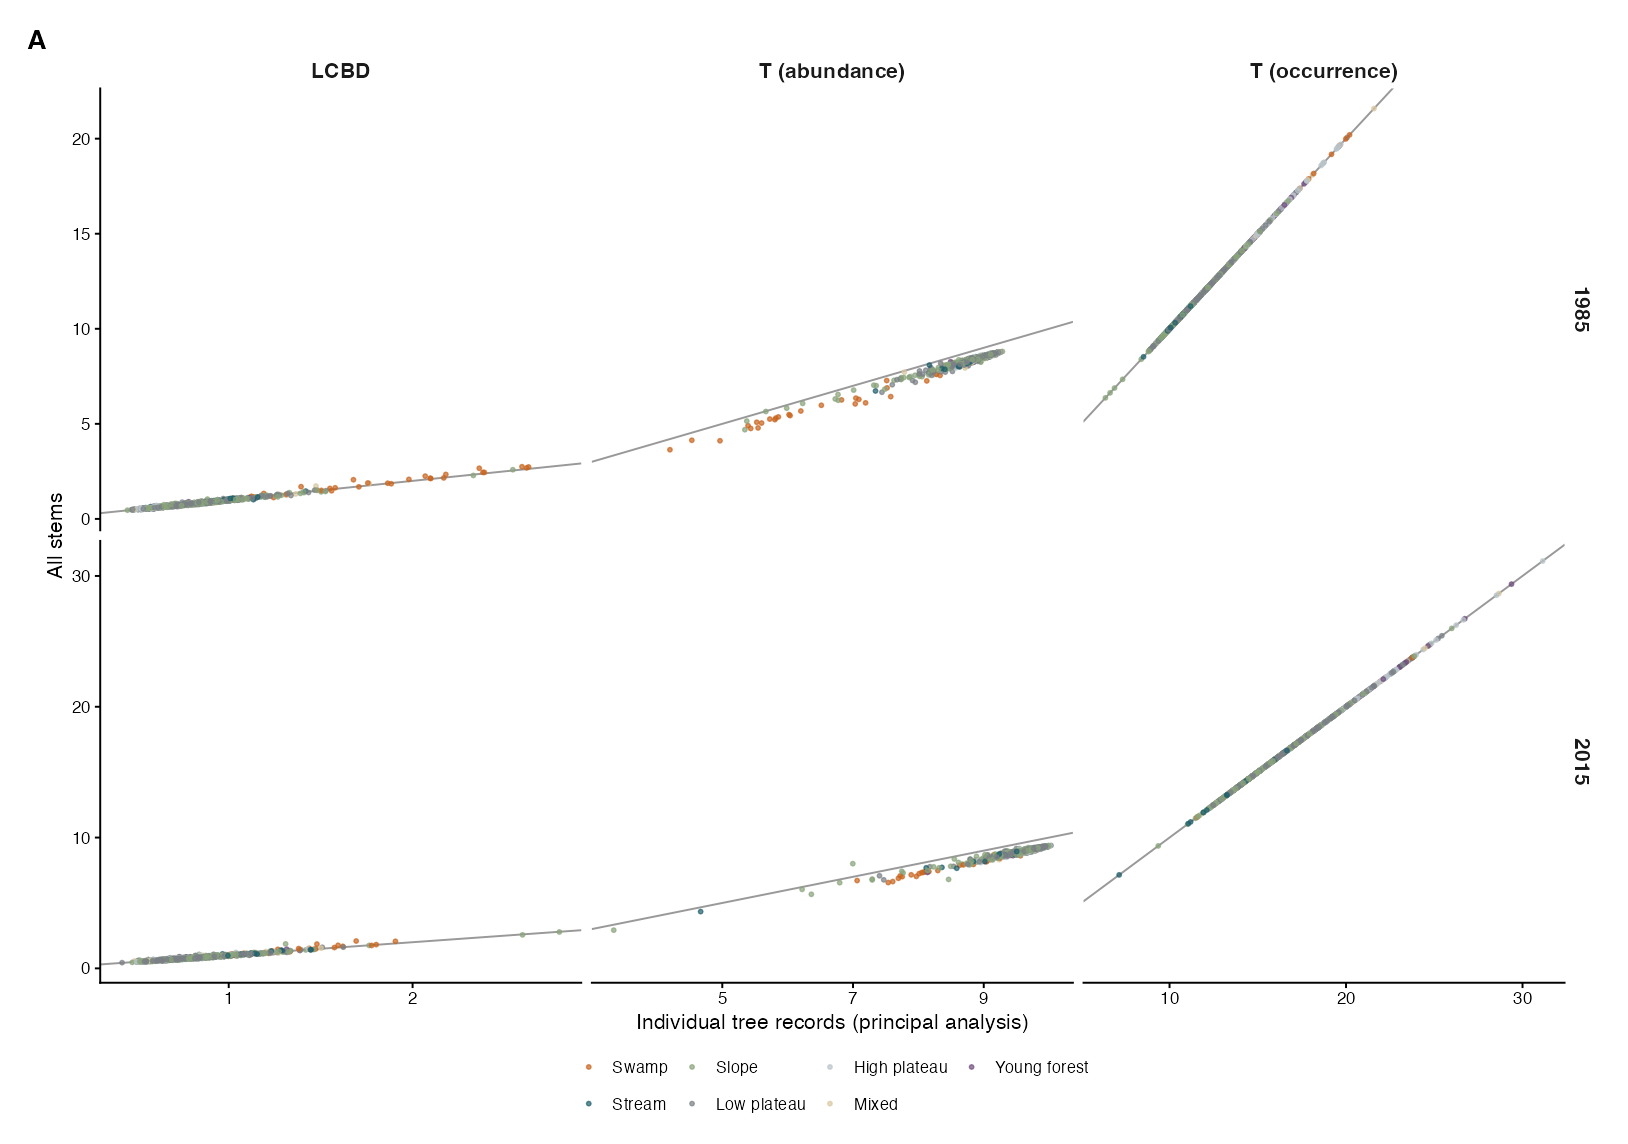 A
LCBD
T (abundance)
T (occurrence)
20
15
10
5
0
1985
All stems
30
20
10
0
2015
1
2
5
7
9
10
20
30
Individual tree records (principal analysis)
Swamp
Slope
High plateau
Young forest
Stream
Low plateau
Mixed